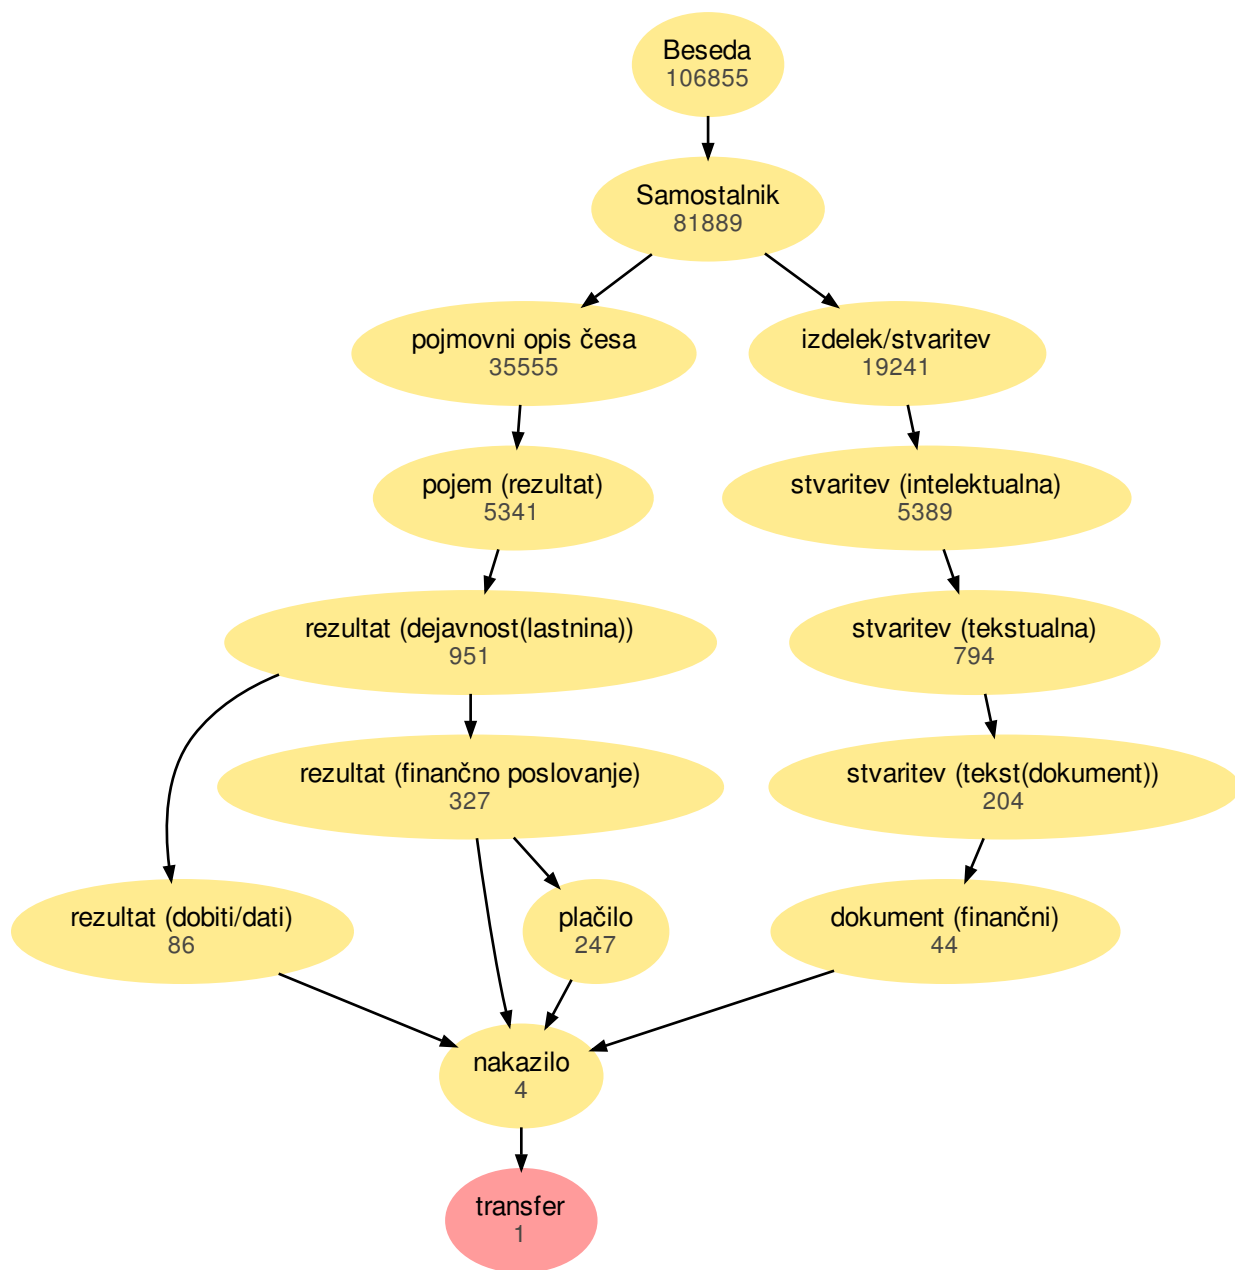 Beseda
106855
Samostalnik
81889
pojmovni opis česa
35555
izdelek/stvaritev
19241
pojem (rezultat)
5341
stvaritev (intelektualna)
5389
rezultat (dejavnost(lastnina))
951
stvaritev (tekstualna)
794
rezultat (finančno poslovanje)
327
stvaritev (tekst(dokument))
204
rezultat (dobiti/dati)
86
plačilo
247
dokument (finančni)
44
nakazilo
4
transfer
1